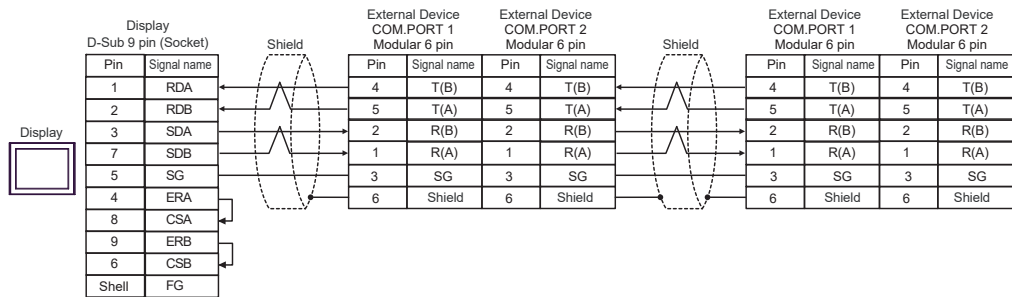 Display
D-Sub 9 pin (Socket)
Shield
External Device
COM.PORT 1
Modular 6 pin
External Device
COM.PORT 2
Modular 6 pin
Shield
External Device
COM.PORT 1
Modular 6 pin
External Device
COM.PORT 2
Modular 6 pin
Pin Signal name Pin Signal name Pin Signal name Pin Signal name Pin Signal name
1 RDA 4 T(B) 4 T(B) 4 T(B) 4 T(B)
2 RDB 5 T(A) 5 T(A) 5 T(A) 5 T(A)
Display
3 SDA 2 R(B) 2 R(B) 2 R(B) 2 R(B)
7 SDB 1 R(A) 1 R(A) 1 R(A) 1 R(A)
5 SG 3 SG 3 SG 3 SG 3 SG
4 ERA 6 Shield 6 Shield 6 Shield 6 Shield
8 CSA
9 ERB
6 CSB
Shell FG